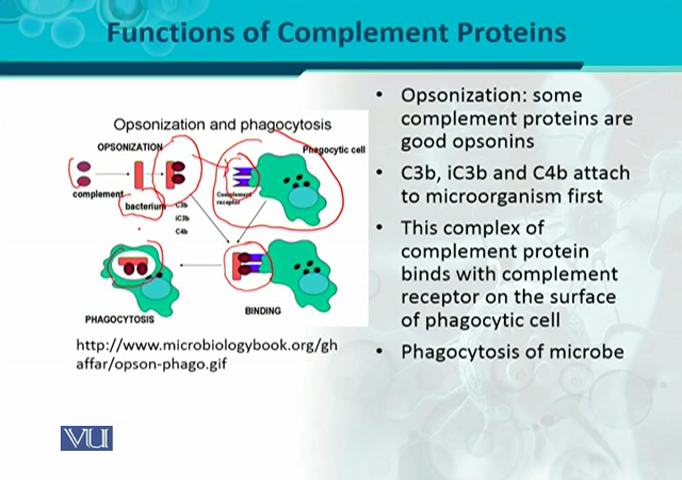 Functions of Complement Proteins
Opsonization and phagocytosis
OPSONIZATION
Phagocytic cell
complement
bacterium
Complement
receptor
C3b
iC3b
C4b
PHAGOCYTOSIS
BINDING
http://www.microbiologybook.org/gh
affar/opson-phago.gif
VU
• Opsonization: some
complement proteins are
good opsonins
• C3b, iC3b and C4b attach
to microorganism first
• This complex of
complement protein
binds with complement
receptor on the surface
of phagocytic cell
• Phagocytosis of microbe